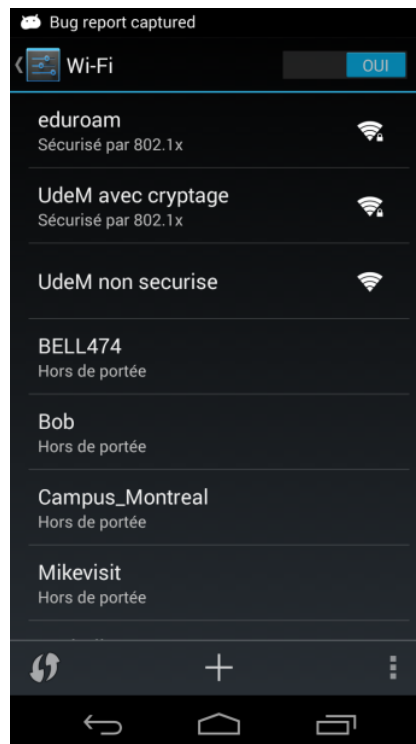 Bug report captured
Wi-Fi
OUI
eduroam
Sécurisé par 802.1x
UdeM avec cryptage
Sécurisé par 802.1x
UdeM non securise
BELL474
Hors de portée
Bob
Hors de portée
Campus_Montreal
Hors de portée
Mikevisit
Hors de portée